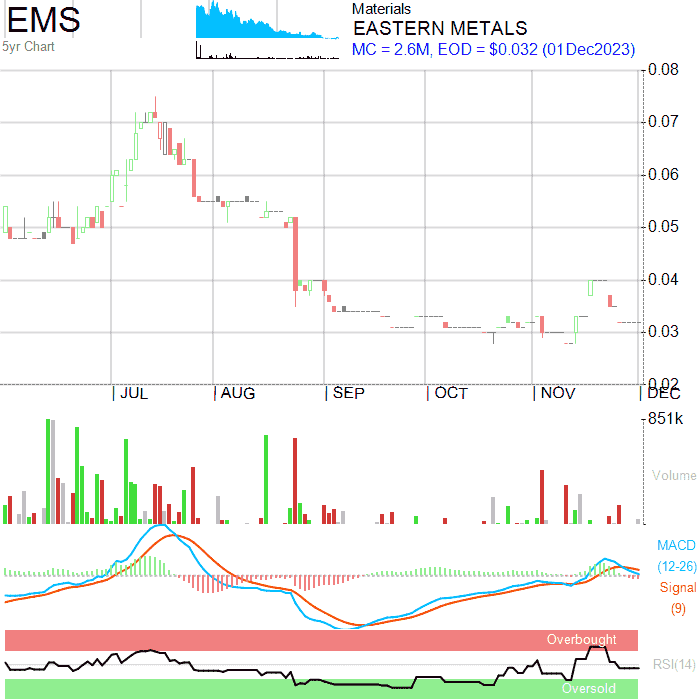 EMS
5yr Chart
Materials
EASTERN METALS
MC = 2.6M, EOD = $0.032 (01Dec2023)
0.08
0.07
0.06
0.05
0.04
0.03
0.02
JUL AUG SEP OCT NOV DEC
851k
Volume
MACD
(12-26)
Signal
(9)
Overbought
RSI(14)
Oversold